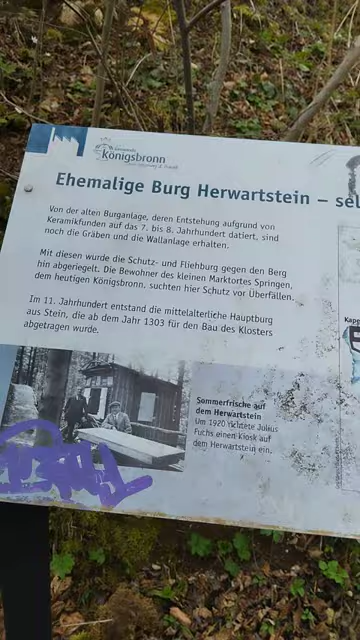 Gemeinde
Königsbronn
Ehemalige Burg Herwartstein –
Von der alten Burganlage, deren Entstehung aufgrund von
Keramikfunden auf das 7. bis 8. Jahrhundert datiert, sind
noch die Gräben und die Wallanlage erhalten.
Mit diesen wurde die Schutz- und Fliehburg gegen den Berg
hin abgeriegelt. Die Bewohner des kleinen Marktortes Springen,
dem heutigen Königsbronn, suchten hier Schutz vor Überfällen.
Im 11. Jahrhundert entstand die mittelalterliche Hauptburg
aus Stein, die ab dem Jahr 1303 für den Bau des Klosters
abgetragen wurde.
Sommerfrische auf
dem Herwartstein
Um 1920 richtete Julius
Fuchs einen Kiosk auf
dem Herwartstein ein.